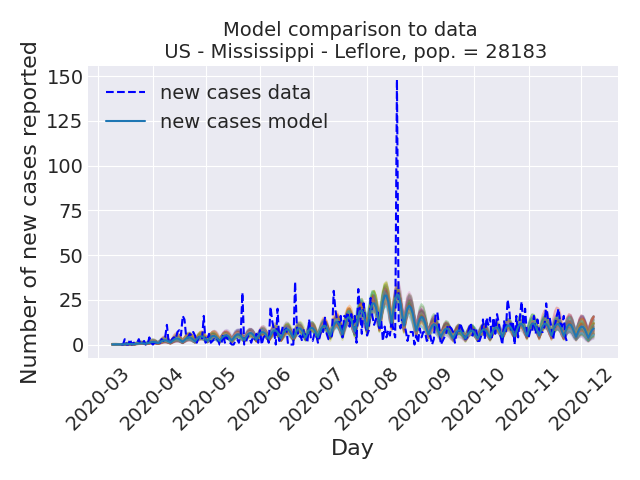 Model comparison to data
US - Mississippi - Leflore, pop. = 28183
Number of new cases reported
150
125
100
75
50
25
0
new cases data
new cases model
2020-03
2020-04
2020-05
2020-06
2020-07
2020-08
2020-09
2020-10
2020-11
2020-12
Day